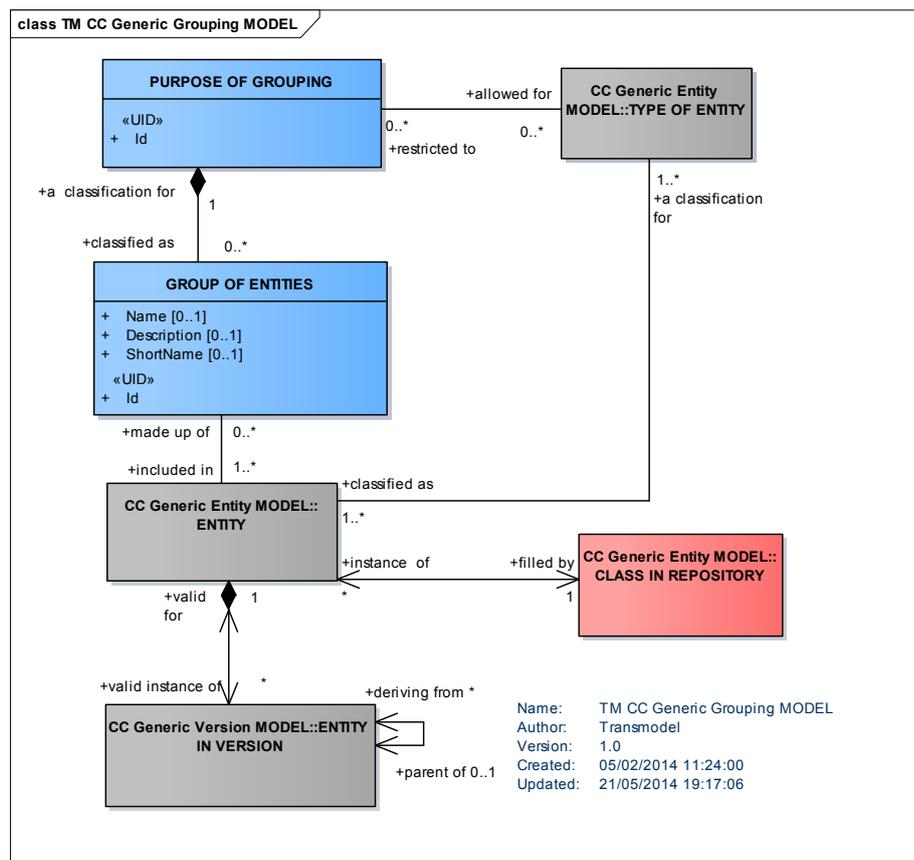 class TM CC Generic Grouping MODEL
PURPOSE OF GROUPING
«UID»
+ Id
+allowed for
0..*
0..*
+restricted to
CC Generic Entity
MODEL::TYPE OF ENTITY
+a  classification for
1
+classified as
0..*
1..*
+a classification
for
GROUP OF ENTITIES
+ Name [0..1]
+ Description [0..1]
+ ShortName [0..1]
«UID»
+ Id
+made up of
0..*
+included in
1..*
CC Generic Entity MODEL::
ENTITY
+classified as
1..*
+instance  of
*
+filled by
1
CC Generic Entity MODEL::
CLASS IN REPOSITORY
+valid
for
1
+valid instance of
*
CC Generic Version MODEL::ENTITY
IN VERSION
+deriving from *
+parent of 0..1
Name: TM CC Generic Grouping MODEL
Author: Transmodel
Version: 1.0
Created: 05/02/2014 11:24:00
Updated: 21/05/2014 19:17:06